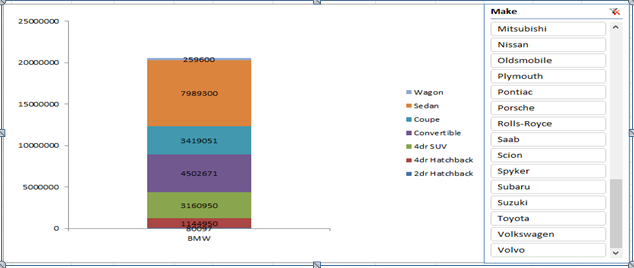 25000000
20000000
15000000
10000000
5000000
0
259600
7989300
3419051
4502671
3160950
1144950
80097
BMW
Wagon
Sedan
Coupe
Convertible
4dr SUV
4dr Hatchback
2dr Hatchback
Make
Mitsubishi
Nissan
Oldsmobile
Plymouth
Pontiac
Porsche
Rolls-Royce
Saab
Scion
Spyker
Subaru
Suzuki
Toyota
Volkswagen
Volvo